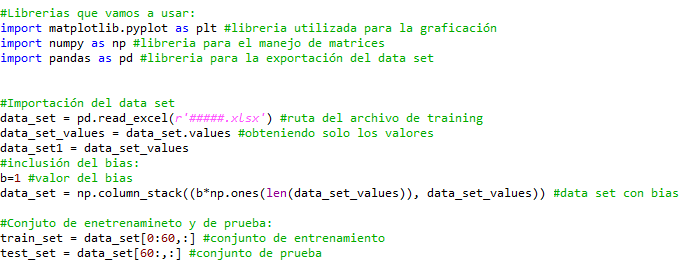 #Librerias que vamos a usar:
import matplotlib.pyplot as plt #libreria utilizada para la graficación
import numpy as np #libreria para el manejo de matrices
import pandas as pd #libreria para la exportación del data set
#Importación del data set
data_set = pd.read_excel(r'#####.xlsx') #ruta del archivo de training
data_set_values = data_set.values #obteniendo solo los valores
data_set1 = data_set_values
#inclusión del bias:
b=1 #valor del bias
data_set = np.column_stack((b*np.ones(len(data_set_values)), data_set_values)) #data set con bias
#Conjuto de enetrenamineto y de prueba:
train_set = data_set[0:60,:] #conjunto de entrenamiento
test_set = data_set[60:,:] #conjunto de prueba